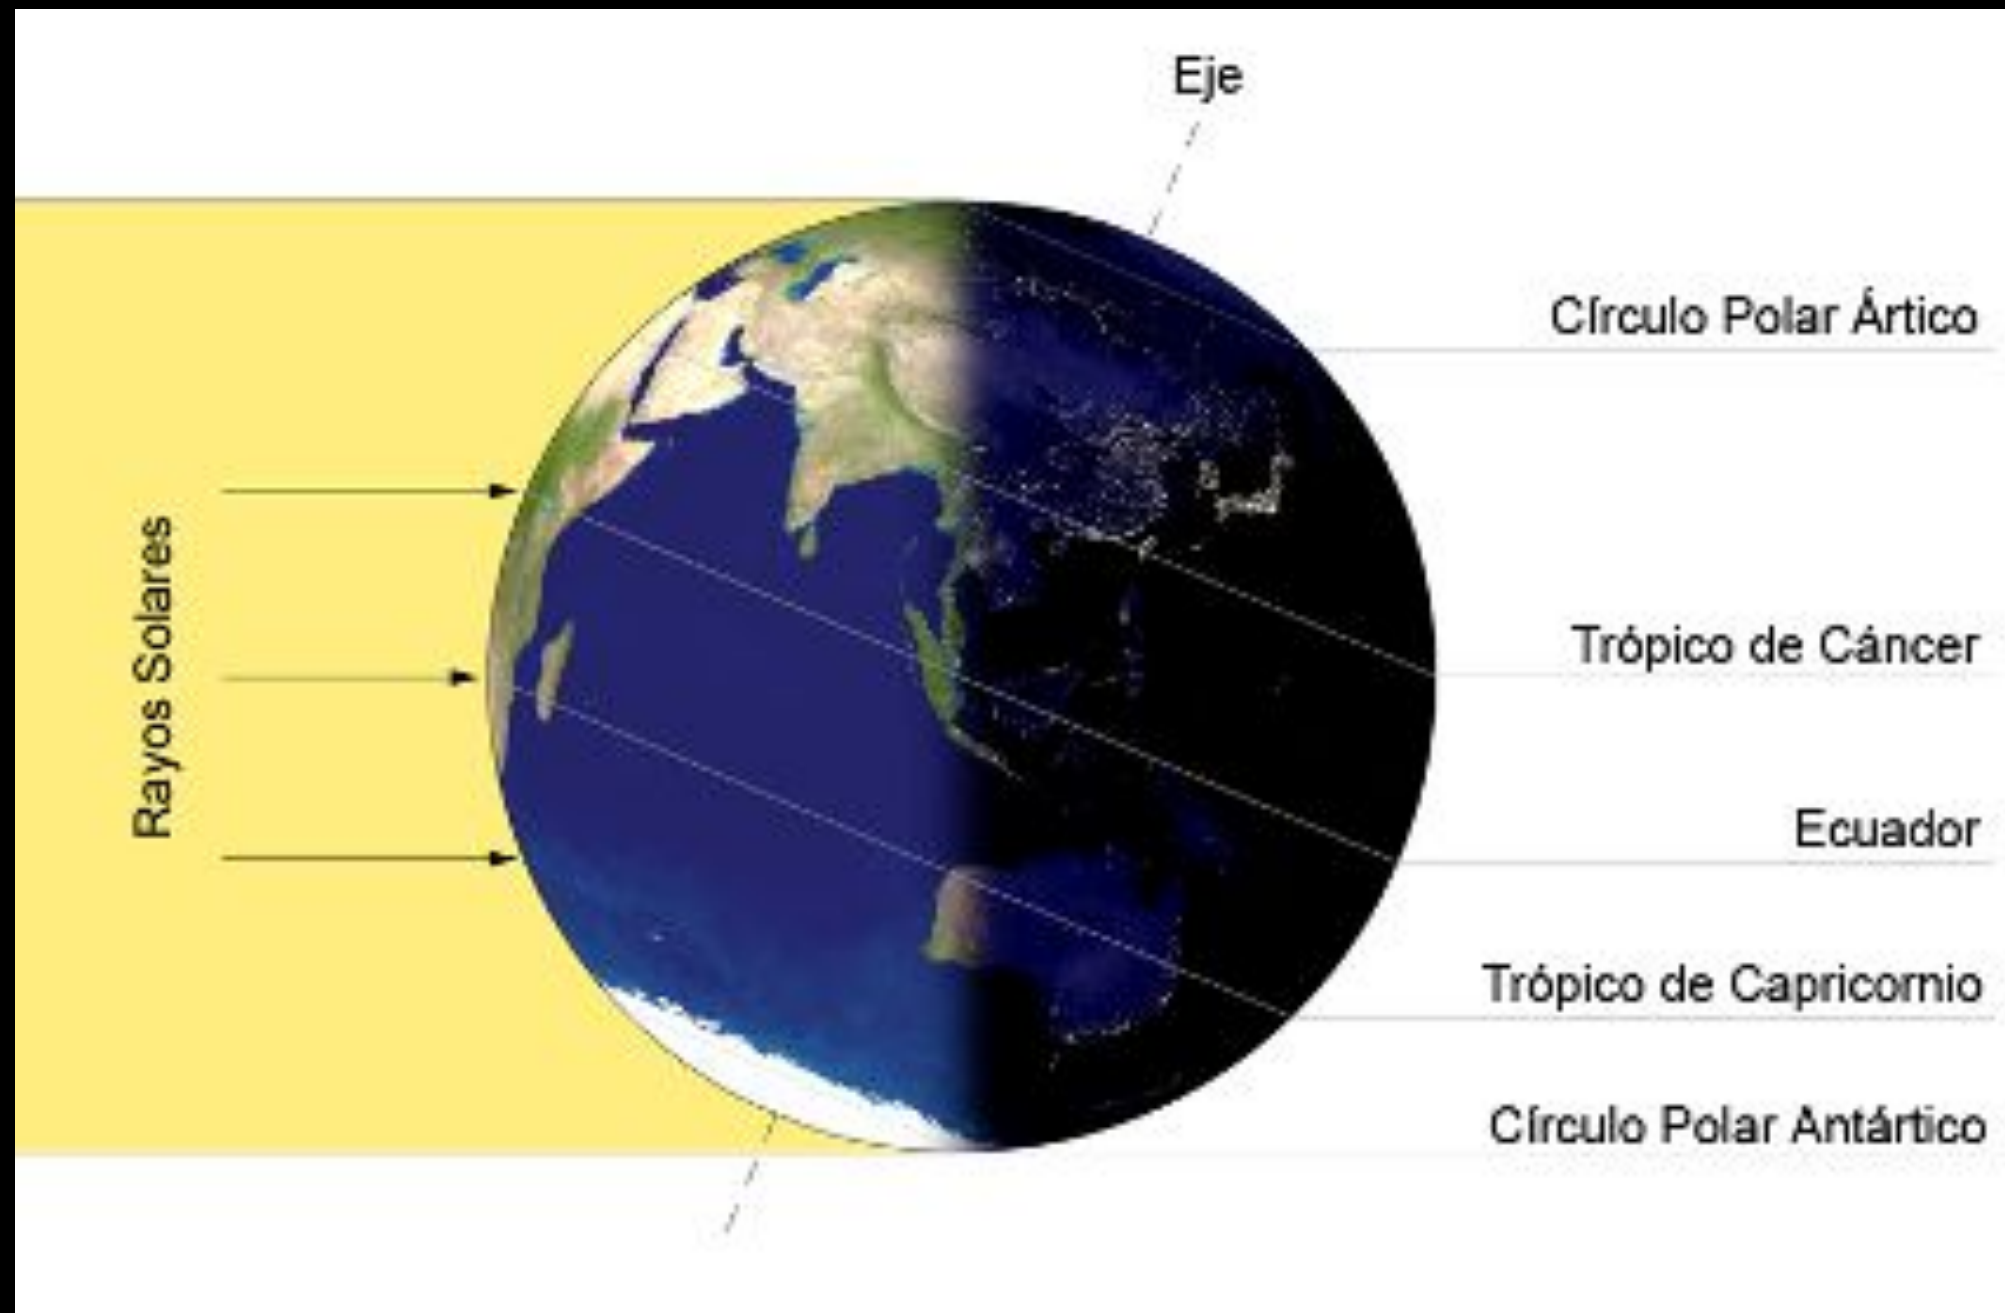 Eje
Círculo Polar Ártico
Trópico de Cáncer
Rayos Solares
Ecuador
Trópico de Capricornio
Círculo Polar Antártico